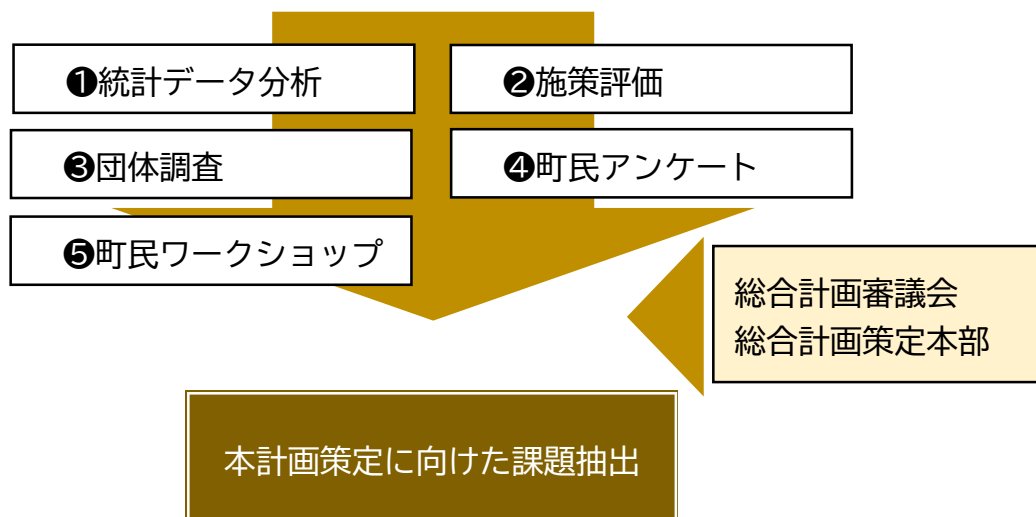 ❶統計データ分析
❷施策評価
❸団体調査
❹町民アンケート
❺町民ワークショップ
総合計画審議会
総合計画策定本部
本計画策定に向けた課題抽出